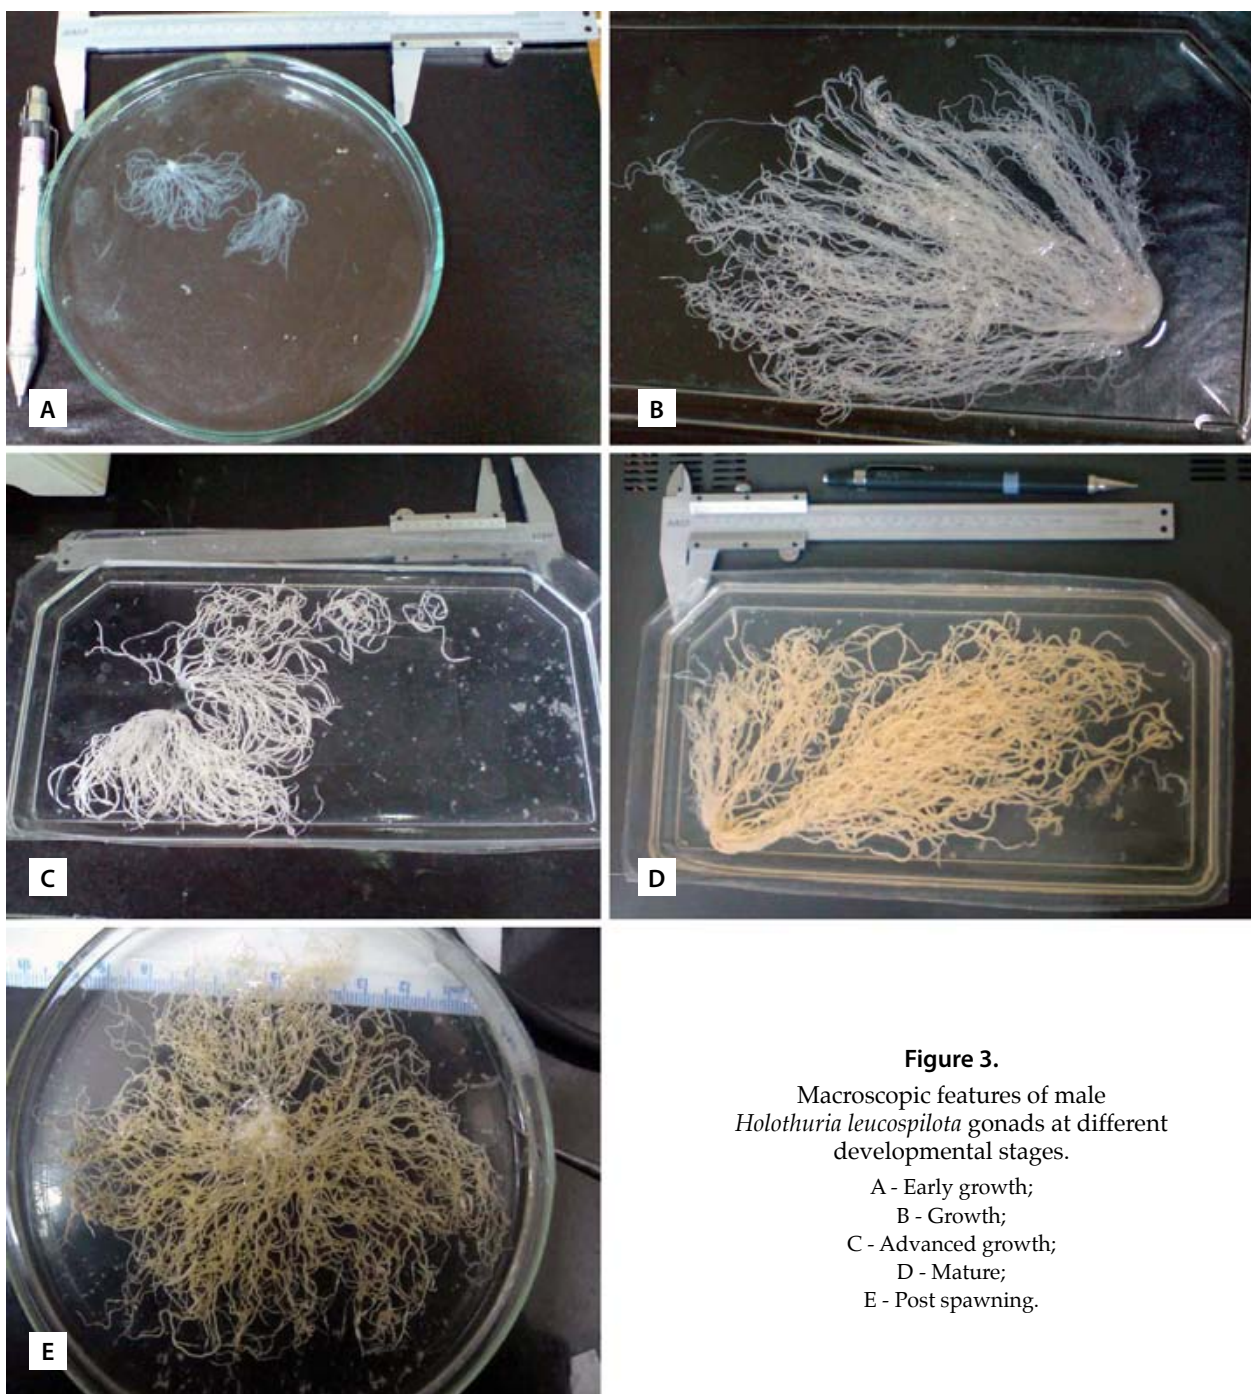 A
B
C
D
E
Figure 3.
Macroscopic features of male
Holothuria leucospilota gonads at different
developmental stages.
A - Early growth;
B - Growth;
C - Advanced growth;
D - Mature;
E - Post spawning.